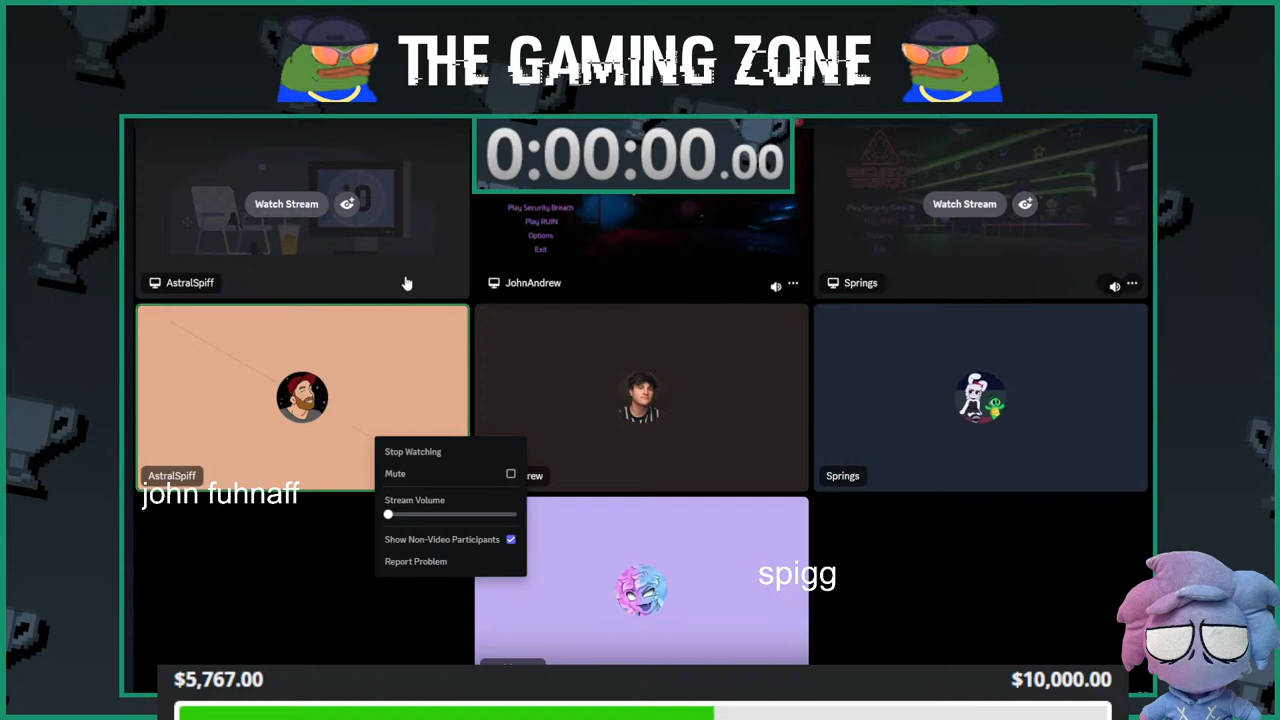 THE GAMING ZONE
0:00:00.00
Watch Stream
Play Security Breach
Play RUIN
Options
Exit
Watch Stream
AstralSpiff
JohnAndrew
Springs
AstralSpiff
rew
Springs
john fuhnaff
Stop Watching
Mute
Stream Volume
Show Non-Video Participants
Report Problem
spigg
$5,767.00
$10,000.00